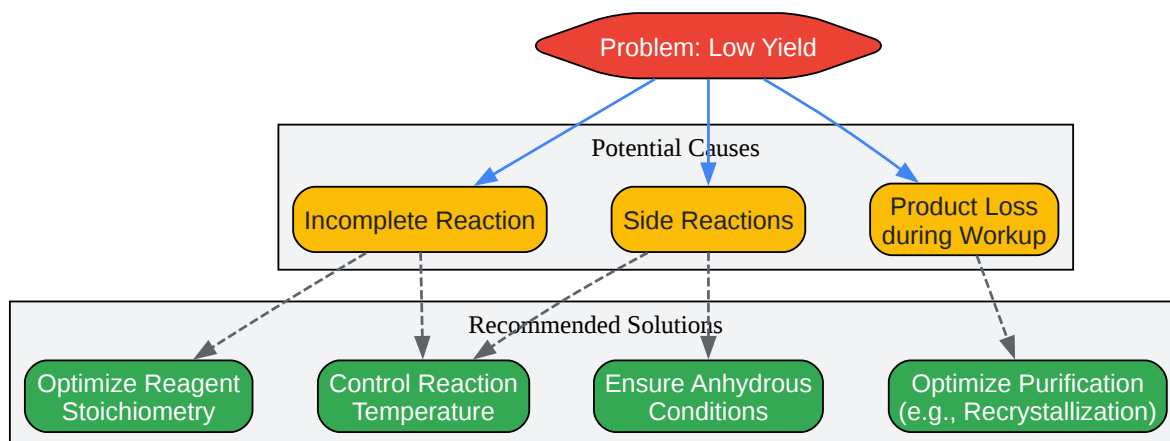 Problem: Low Yield
Potential Causes
Incomplete Reaction
Side Reactions
Product Loss
during Workup
Recommended Solutions
Optimize Reagent
Stoichiometry
Control Reaction
Temperature
Ensure Anhydrous
Conditions
Optimize Purification
(e.g., Recrystallization)